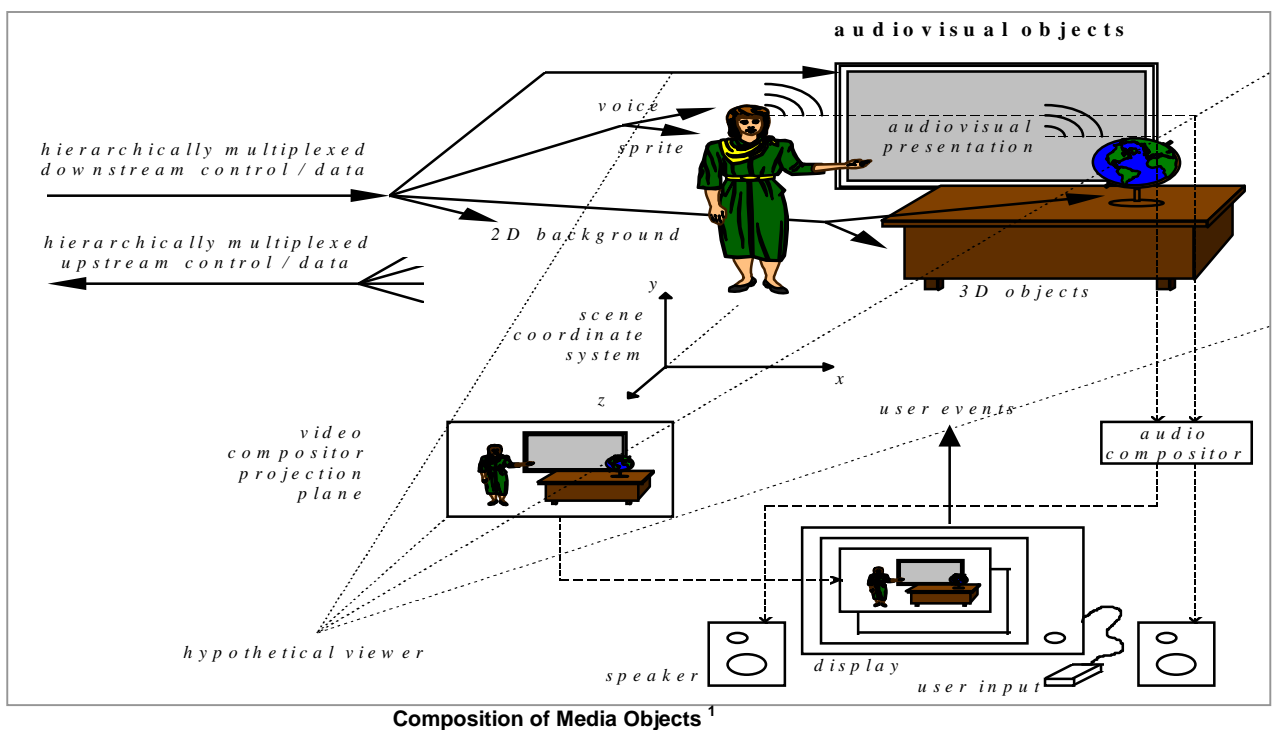 audiovisual objects
voice
sprite
audiovisual
presentation
hierarchically multiplexed
downstream control / data
2D background
hierarchically multiplexed
upstream control / data
3D objects
y
scene
coordinate
system
x
z
user events
video
compositor
projection
plane
audio
compositor
hypothetical viewer
speaker
display
user input
Composition of Media Objects 1